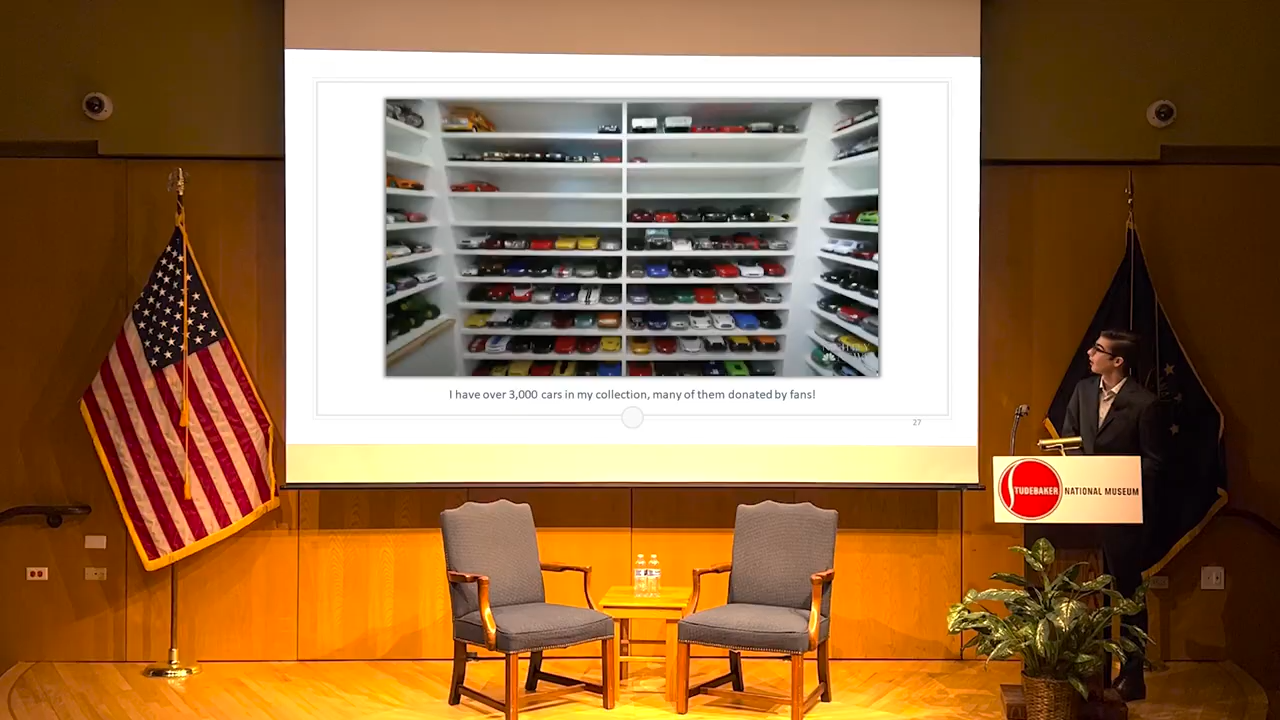 I have over 3,000 cars in my collection, many of them donated by fans!
27
STUDEBAKER NATIONAL MUSEUM